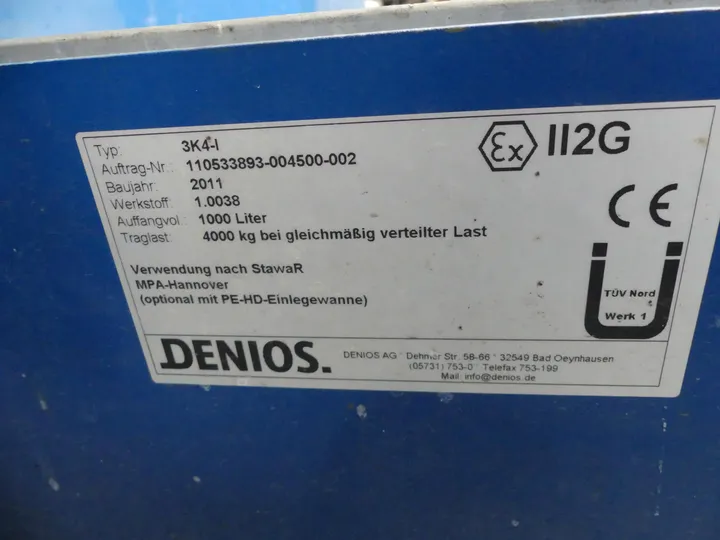 Typ: 3K4-I
Auftrag-Nr.: 110533893-004500-002
Baujahr: 2011
Werkstoff: 1.0038
Auffangvol.: 1000 Liter
Traglast: 4000 kg bei gleichmäßig verteilter Last
Verwendung nach StawaR
MPA-Hannover
(optional mit PE-HD-Einlegewanne)
Ex II2G
CE
TÜV Nord
Werk 1
DENIOS.
DENIOS AG * Dehmer Str. 58-66 * 32549 Bad Oeynhausen
(05731) 753-0 * Telefax 753-199
Mail: info@denios.de